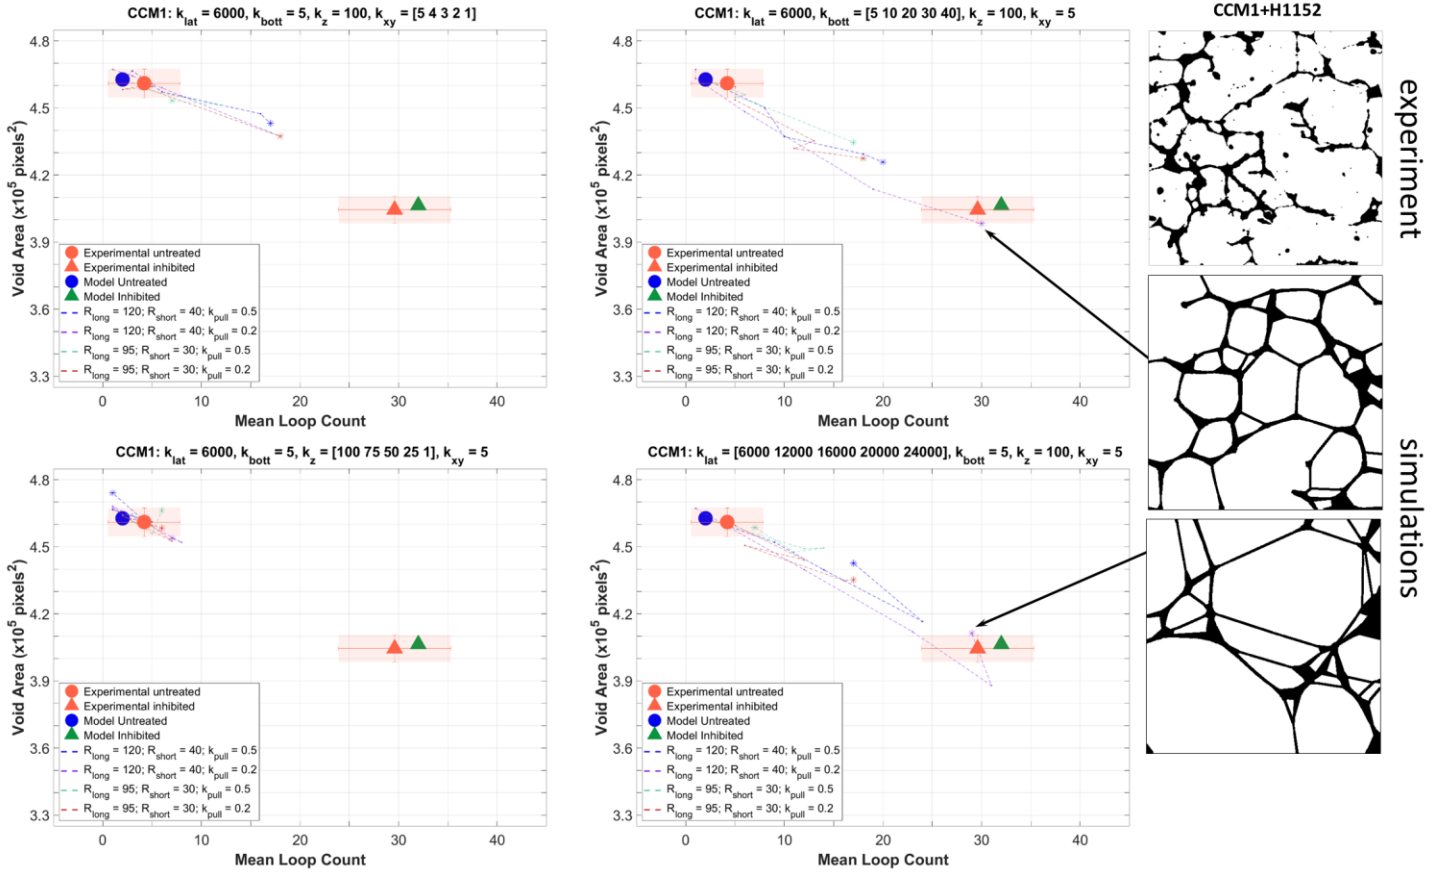 CCM1: k_lat = 6000, k_bott = 5, k_z = 100, k_xy = [5 4 3 2 1]
4.8
4.5
4.2
3.9
3.6
3.3
Void Area (x10^5 pixels^2)
Experimental untreated
Experimental inhibited
Model Untreated
Model Inhibited
R_long = 120; R_short = 40; k_pull = 0.5
R_long = 120; R_short = 40; k_pull = 0.2
R_long = 95; R_short = 30; k_pull = 0.5
R_long = 95; R_short = 30; k_pull = 0.2
0 10 20 30 40
Mean Loop Count
CCM1: k_lat = 6000, k_bott = [5 10 20 30 40], k_z = 100, k_xy = 5
4.8
4.5
4.2
3.9
3.6
3.3
Void Area (x10^5 pixels^2)
Experimental untreated
Experimental inhibited
Model Untreated
Model Inhibited
R_long = 120; R_short = 40; k_pull = 0.5
R_long = 120; R_short = 40; k_pull = 0.2
R_long = 95; R_short = 30; k_pull = 0.5
R_long = 95; R_short = 30; k_pull = 0.2
0 10 20 30 40
Mean Loop Count
CCM1+H1152
experiment
simulations
CCM1: k_lat = 6000, k_bott = 5, k_z = [100 75 50 25 1], k_xy = 5
4.8
4.5
4.2
3.9
3.6
3.3
Void Area (x10^5 pixels^2)
Experimental untreated
Experimental inhibited
Model Untreated
Model Inhibited
R_long = 120; R_short = 40; k_pull = 0.5
R_long = 120; R_short = 40; k_pull = 0.2
R_long = 95; R_short = 30; k_pull = 0.5
R_long = 95; R_short = 30; k_pull = 0.2
0 10 20 30 40
Mean Loop Count
CCM1: k_lat = [6000 12000 16000 20000 24000], k_bott = 5, k_z = 100, k_xy = 5
4.8
4.5
4.2
3.9
3.6
3.3
Void Area (x10^5 pixels^2)
Experimental untreated
Experimental inhibited
Model Untreated
Model Inhibited
R_long = 120; R_short = 40; k_pull = 0.5
R_long = 120; R_short = 40; k_pull = 0.2
R_long = 95; R_short = 30; k_pull = 0.5
R_long = 95; R_short = 30; k_pull = 0.2
0 10 20 30 40
Mean Loop Count